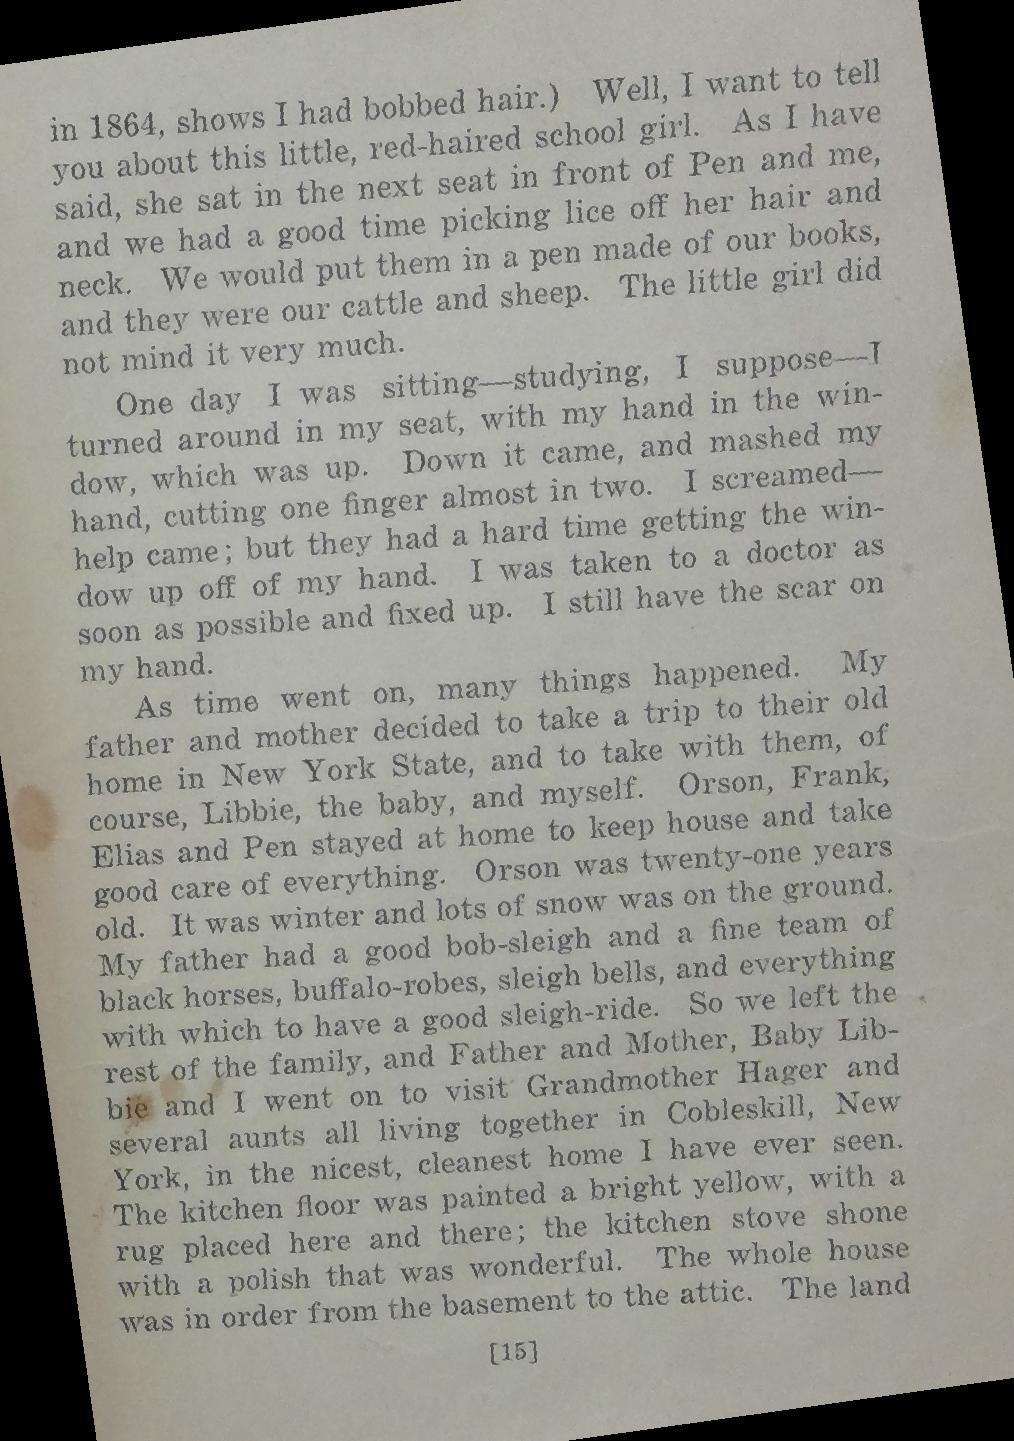 in 1864, shows I had bobbed hair.) Well, I want to tell
you about this little, red-haired school girl. As I have
said, she sat in the next seat in front of Pen and me,
and we had a good time picking lice off her hair and
neck. We would put them in a pen made of our books,
and they were our cattle and sheep. The little girl did
not mind it very much.
One day I was sitting—studying, I suppose—I
turned around in my seat, with my hand in the win-
dow, which was up. Down it came, and mashed my
hand, cutting one finger almost in two. I screamed—
help came; but they had a hard time getting the win-
dow up off of my hand. I was taken to a doctor as
soon as possible and fixed up. I still have the scar on
my hand.
As time went on, many things happened. My
father and mother decided to take a trip to their old
home in New York State, and to take with them, of
course, Libbie, the baby, and myself. Orson, Frank,
Elias and Pen stayed at home to keep house and take
good care of everything. Orson was twenty-one years
old. It was winter and lots of snow was on the ground.
My father had a good bob-sleigh and a fine team of
black horses, buffalo-robes, sleigh bells, and everything
with which to have a good sleigh-ride. So we left the
rest of the family, and Father and Mother, Baby Lib-
bie and I went on to visit Grandmother Hager and
several aunts all living together in Cobleskill, New
York, in the nicest, cleanest home I have ever seen.
The kitchen floor was painted a bright yellow, with a
rug placed here and there; the kitchen stove shone
with a polish that was wonderful. The whole house
was in order from the basement to the attic. The land
[15]